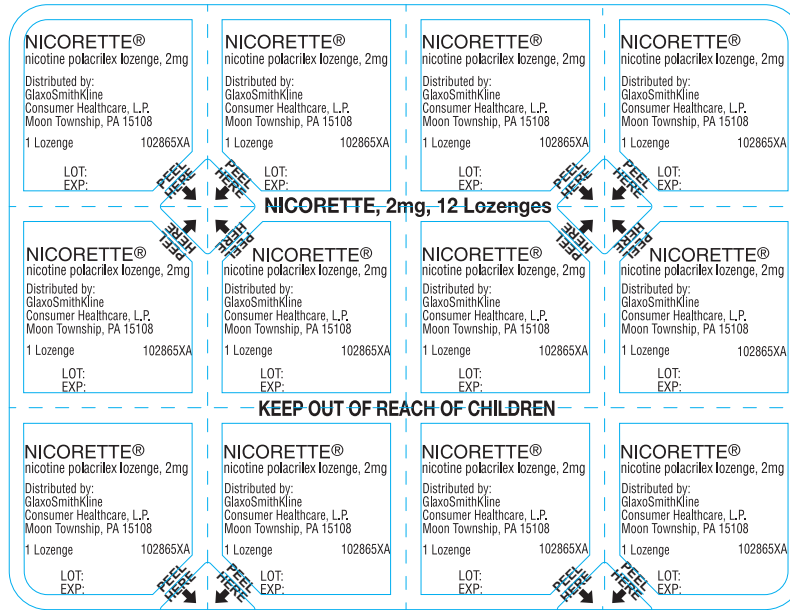 NICORETTE®
nicotine polacrilex lozenge, 2mg
Distributed by:
GlaxoSmithKline
Consumer Healthcare, L.P.
Moon Township, PA 15108
1 Lozenge 102865XA
LOT:
EXP:
PEEL
HERE
NICORETTE®
nicotine polacrilex lozenge, 2mg
Distributed by:
GlaxoSmithKline
Consumer Healthcare, L.P.
Moon Township, PA 15108
1 Lozenge 102865XA
LOT:
EXP:
PEEL
HERE
NICORETTE®
nicotine polacrilex lozenge, 2mg
Distributed by:
GlaxoSmithKline
Consumer Healthcare, L.P.
Moon Township, PA 15108
1 Lozenge 102865XA
LOT:
EXP:
PEEL
HERE
NICORETTE®
nicotine polacrilex lozenge, 2mg
Distributed by:
GlaxoSmithKline
Consumer Healthcare, L.P.
Moon Township, PA 15108
1 Lozenge 102865XA
LOT:
EXP:
PEEL
HERE
NICORETTE, 2mg, 12 Lozenges
PEEL
HERE
NICORETTE®
nicotine polacrilex lozenge, 2mg
Distributed by:
GlaxoSmithKline
Consumer Healthcare, L.P.
Moon Township, PA 15108
1 Lozenge 102865XA
LOT:
EXP:
PEEL
HERE
NICORETTE®
nicotine polacrilex lozenge, 2mg
Distributed by:
GlaxoSmithKline
Consumer Healthcare, L.P.
Moon Township, PA 15108
1 Lozenge 102865XA
LOT:
EXP:
PEEL
HERE
NICORETTE®
nicotine polacrilex lozenge, 2mg
Distributed by:
GlaxoSmithKline
Consumer Healthcare, L.P.
Moon Township, PA 15108
1 Lozenge 102865XA
LOT:
EXP:
PEEL
HERE
NICORETTE®
nicotine polacrilex lozenge, 2mg
Distributed by:
GlaxoSmithKline
Consumer Healthcare, L.P.
Moon Township, PA 15108
1 Lozenge 102865XA
LOT:
EXP:
KEEP OUT OF REACH OF CHILDREN
NICORETTE®
nicotine polacrilex lozenge, 2mg
Distributed by:
GlaxoSmithKline
Consumer Healthcare, L.P.
Moon Township, PA 15108
1 Lozenge 102865XA
LOT:
EXP:
PEEL
HERE
NICORETTE®
nicotine polacrilex lozenge, 2mg
Distributed by:
GlaxoSmithKline
Consumer Healthcare, L.P.
Moon Township, PA 15108
1 Lozenge 102865XA
LOT:
EXP:
PEEL
HERE
NICORETTE®
nicotine polacrilex lozenge, 2mg
Distributed by:
GlaxoSmithKline
Consumer Healthcare, L.P.
Moon Township, PA 15108
1 Lozenge 102865XA
LOT:
EXP:
PEEL
HERE
NICORETTE®
nicotine polacrilex lozenge, 2mg
Distributed by:
GlaxoSmithKline
Consumer Healthcare, L.P.
Moon Township, PA 15108
1 Lozenge 102865XA
LOT:
EXP:
PEEL
HERE